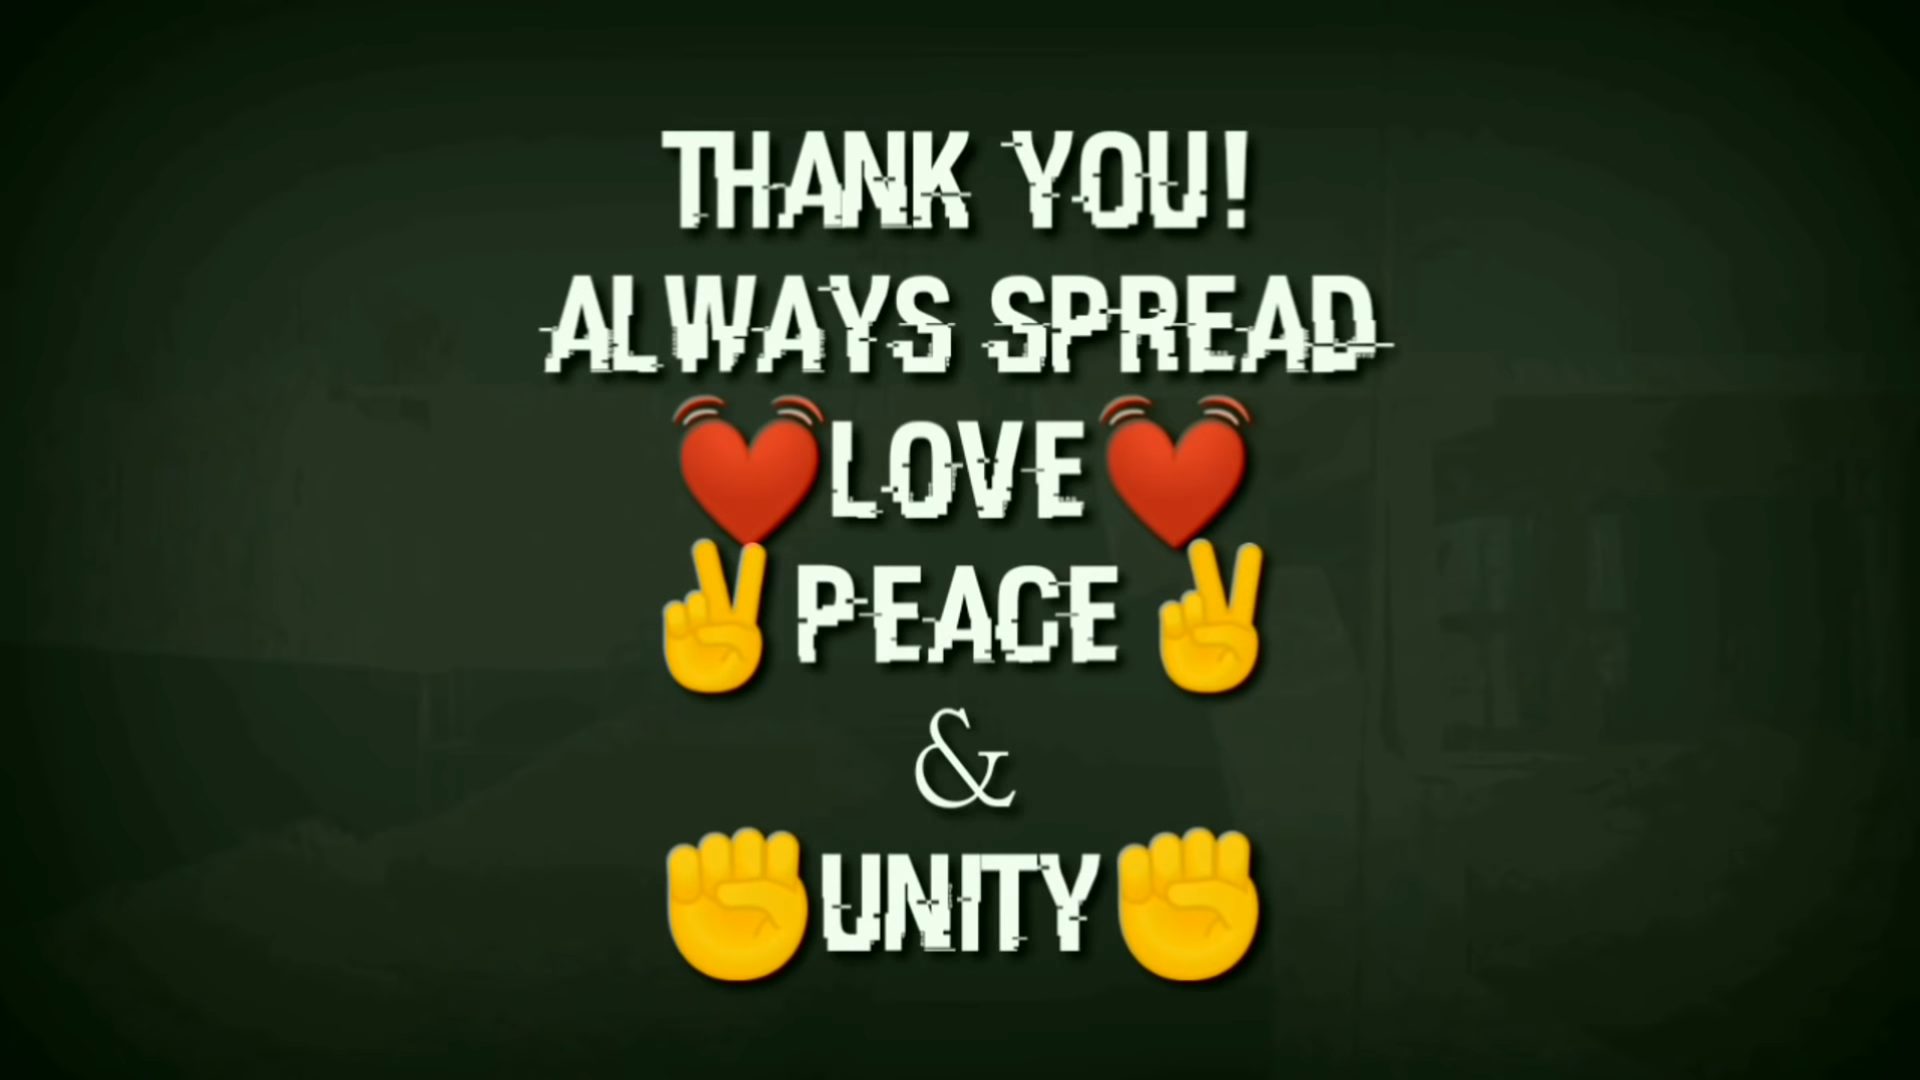 THANK YOU!
ALWAYS SPREAD
💓LOVE💓
✌️ PEACE ✌️
&
✊UNITY✊